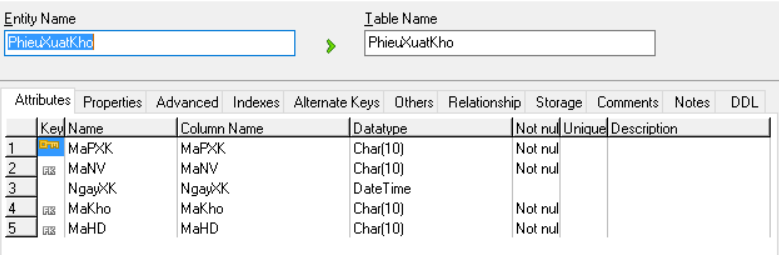 Entity Name Table Name
PhieuXuatKho PhieuXuatKho
Attributes Properties Advanced Indexes Alternate Keys Others Relationship Storage Comments Notes DDL
Key Name Column Name Datatype Not nul Unique Description
1 MaPXK MaPXK Char(10) Not nul
2 MaNV MaNV Char(10) Not nul
3 NgayXK NgayXK DateTime
4 MaKho MaKho Char(10) Not nul
5 MaHD MaHD Char(10) Not nul